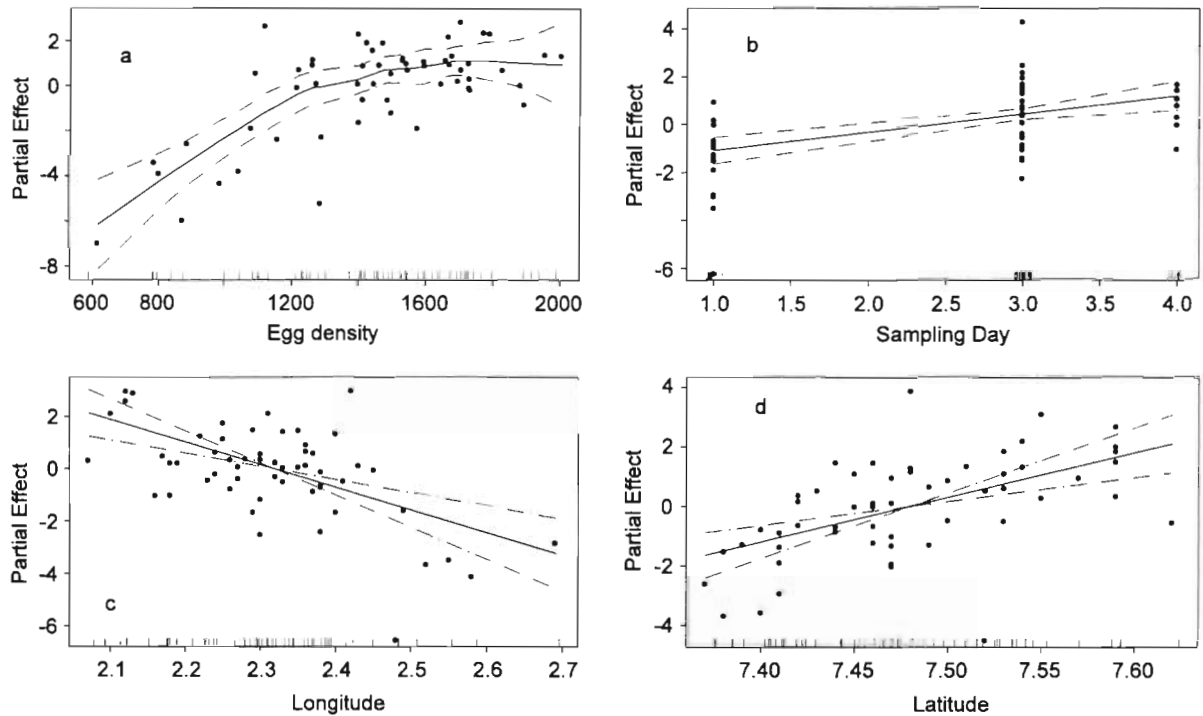 a
Partial Effect
2
0
-4
-8
600 800 1000 1200 1400 1600 1800 2000
Egg density
b
Partial Effect
4
2
0
-2
-6
1.0 1.5 2.0 2.5 3.0 3.5 4.0
Sampling Day
c
Partial Effect
2
0
-2
-4
-6
2.1 2.2 2.3 2.4 2.5 2.6 2.7
Longitude
d
Partial Effect
4
2
0
-2
-4
7.40 7.45 7.50 7.55 7.60
Latitude